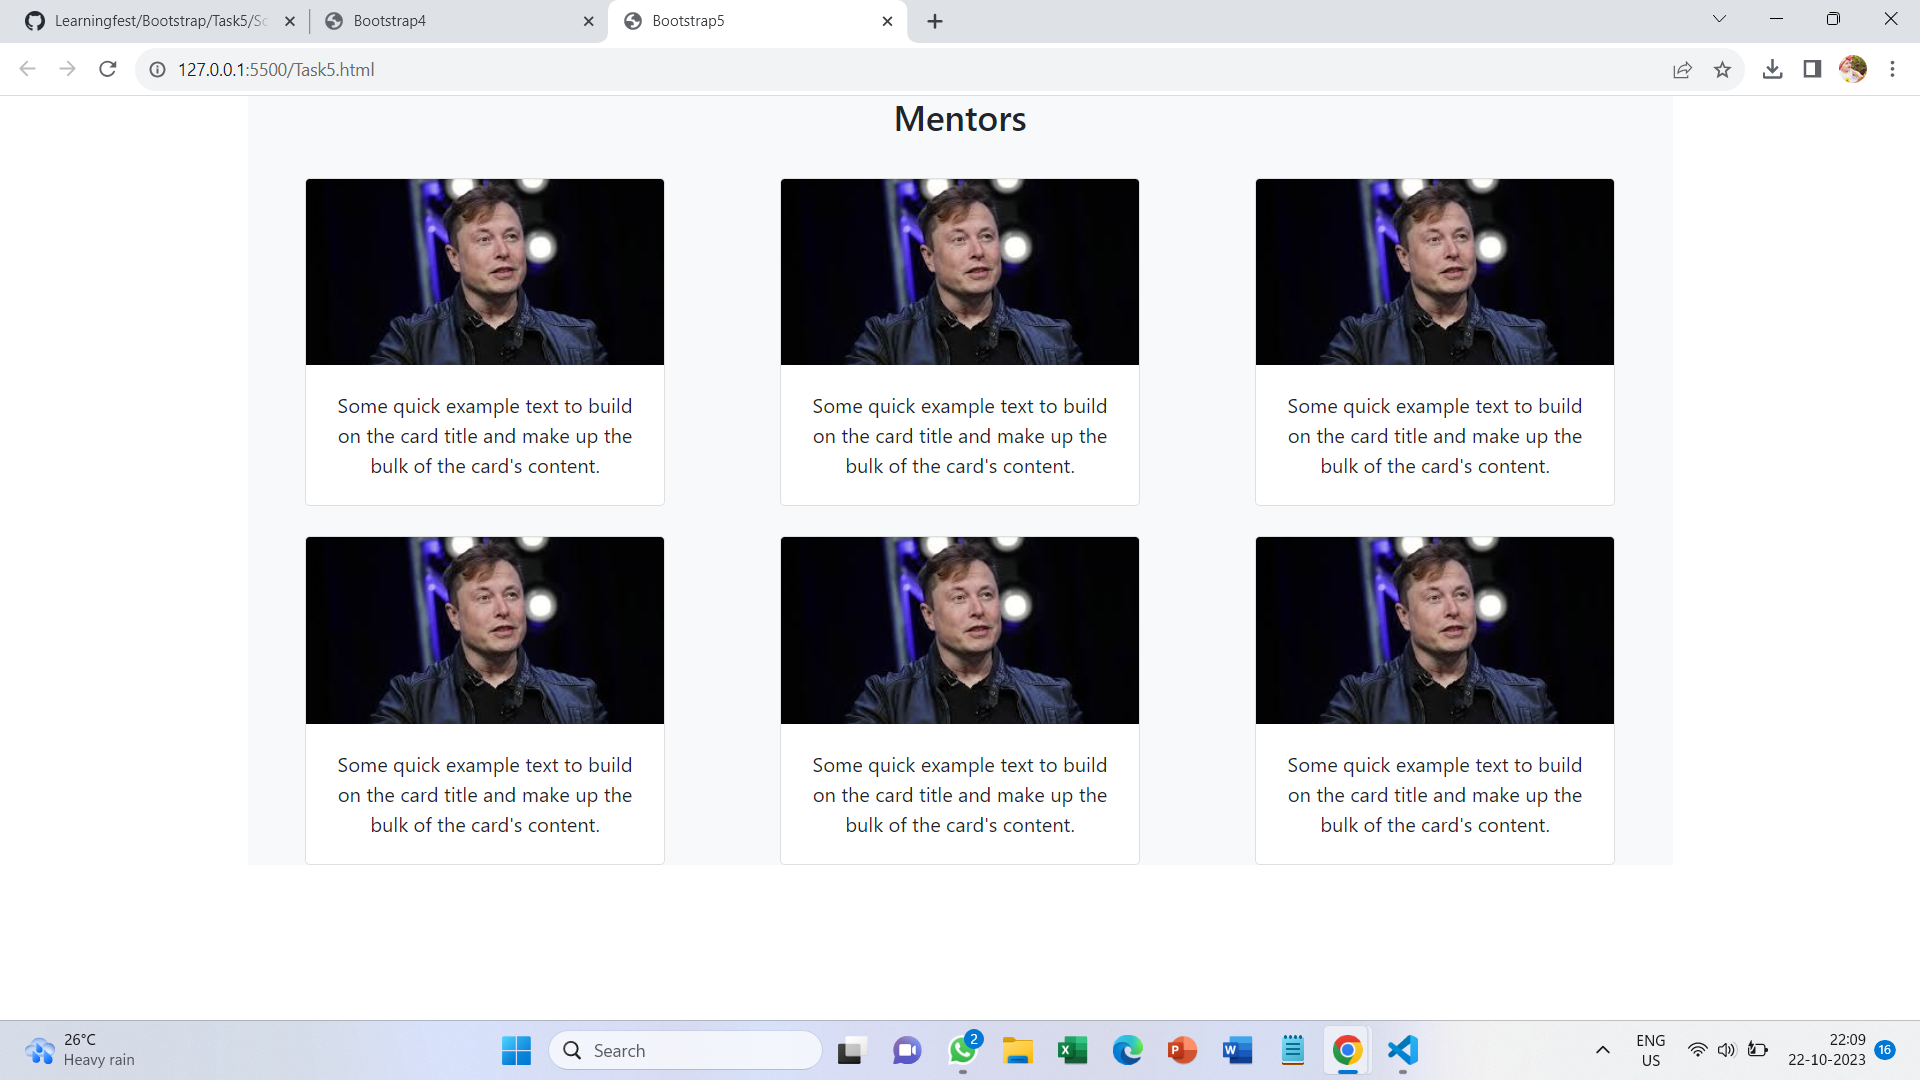 Learningfest/Bootstrap/Task5/Sc
Bootstrap4
Bootstrap5
127.0.0.1:5500/Task5.html
Mentors
Some quick example text to build
on the card title and make up the
bulk of the card's content.
Some quick example text to build
on the card title and make up the
bulk of the card's content.
Some quick example text to build
on the card title and make up the
bulk of the card's content.
Some quick example text to build
on the card title and make up the
bulk of the card's content.
Some quick example text to build
on the card title and make up the
bulk of the card's content.
Some quick example text to build
on the card title and make up the
bulk of the card's content.
26°C
Heavy rain
Search
2
ENG
US
22:09
22-10-2023
16